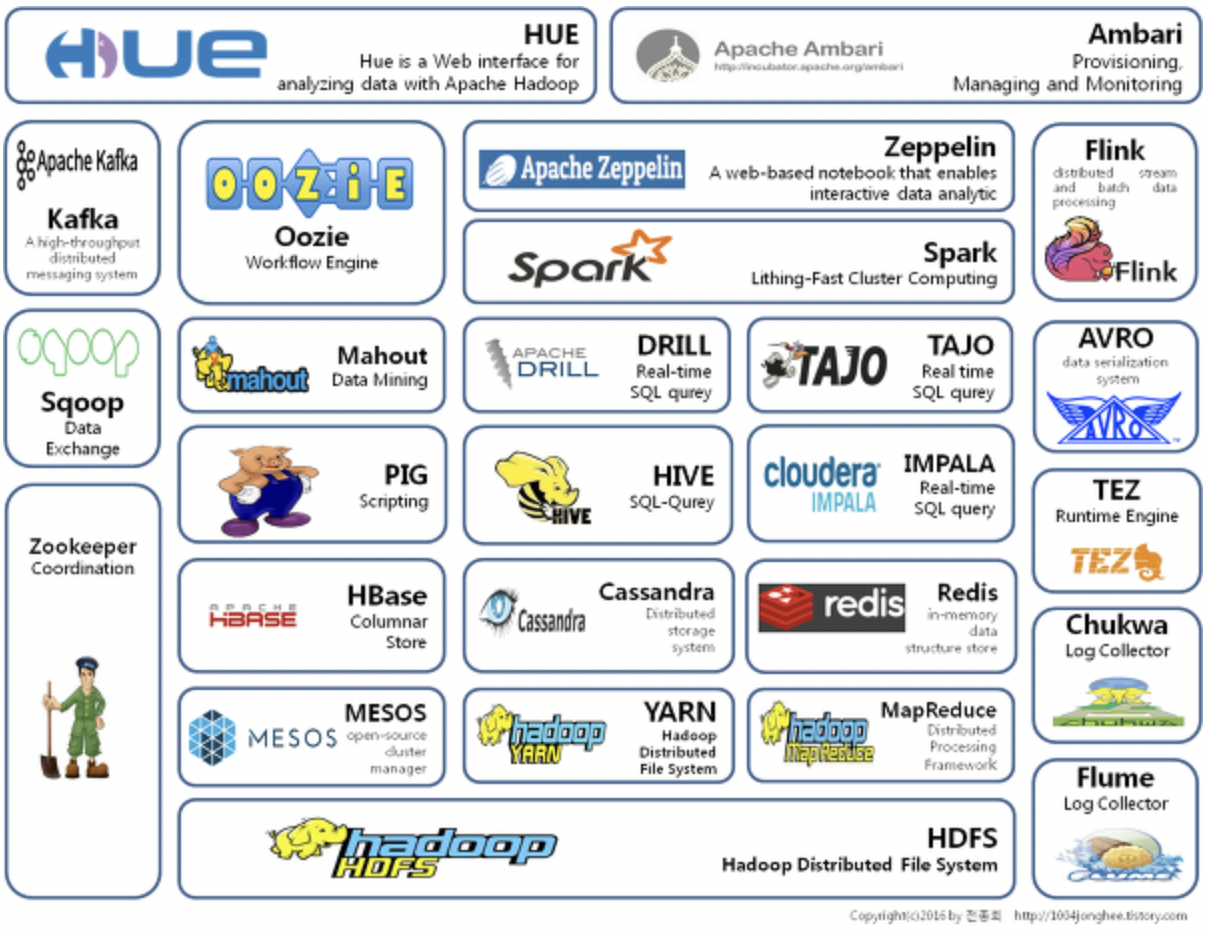 HUE
HUE
Hue is a Web interface for
analyzing data with Apache Hadoop
Apache Ambari
http://incubator.apache.org/ambari
Ambari
Provisioning,
Managing and Monitoring
Apache Kafka
Kafka
A high-throughput
distributed
messaging system
OOZiE
Oozie
Workflow Engine
Apache Zeppelin
Zeppelin
A web-based notebook that enables
interactive data analytic
Spark
Spark
Lithing-Fast Cluster Computing
Flink
distributed stream
and batch data
processing
Flink
sqoop
Sqoop
Data
Exchange
mahout
Mahout
Data Mining
APACHE
DRILL
DRILL
Real-time
SQL qurey
TAJO
TAJO
Real time
SQL qurey
AVRO
data serialization
system
AVRO
™
PIG
Scripting
HIVE
HIVE
SQL-Qurey
cloudera
IMPALA
IMPALA
Real-time
SQL query
TEZ
Runtime Engine
TEZ
Zookeeper
Coordination
APACHE
HBASE
HBase
Columnar
Store
Cassandra
Cassandra
Distributed
storage
system
redis
Redis
in-memory
data
structure store
Chukwa
Log Collector
chukwa
MESOS
MESOS
open-source
cluster
manager
hadoop
YARN
YARN
Hadoop
Distributed
File System
hadoop
MapReduce
MapReduce
Distributed
Processing
Framework
Flume
Log Collector
FLUME
hadoop
HDFS
HDFS
Hadoop Distributed File System
Copyright(c)2016 by 전종희 http://1004jonghee.tistory.com